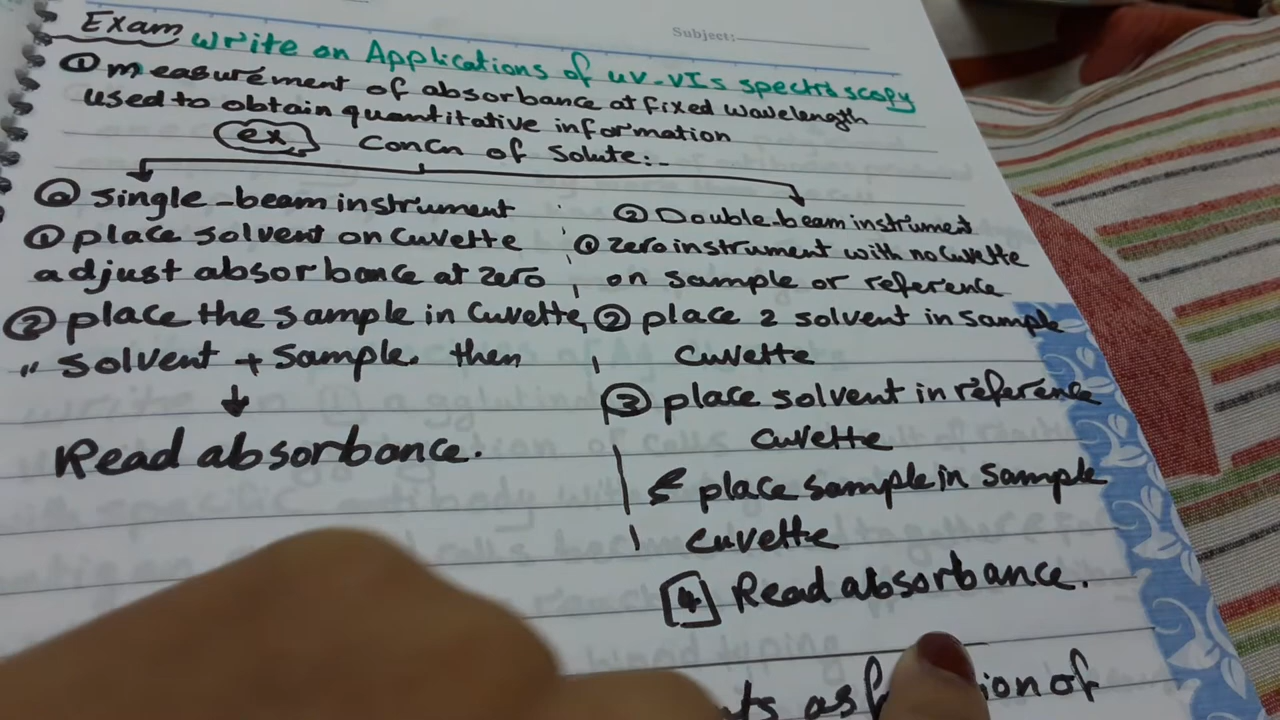 Exam
Subject:
write on Applications of UV-VIs spectroscopy
① measurement of absorbance at fixed wavelength
used to obtain quantitative information
ex Concn of Solute:-
ⓐ single-beam instrument
① place solvent on Cuvette
adjust absorbance at zero
② place the sample in Cuvette
" solvent + sample. then
↓
Read absorbance.
② Double-beam instrument
① zero instrument with no Cuvette
on sample or reference
② place 2 solvent in sample
Cuvette
③ place solvent in reference
Cuvette
& place sample in sample
Cuvette
4 Read absorbance.
as ion of